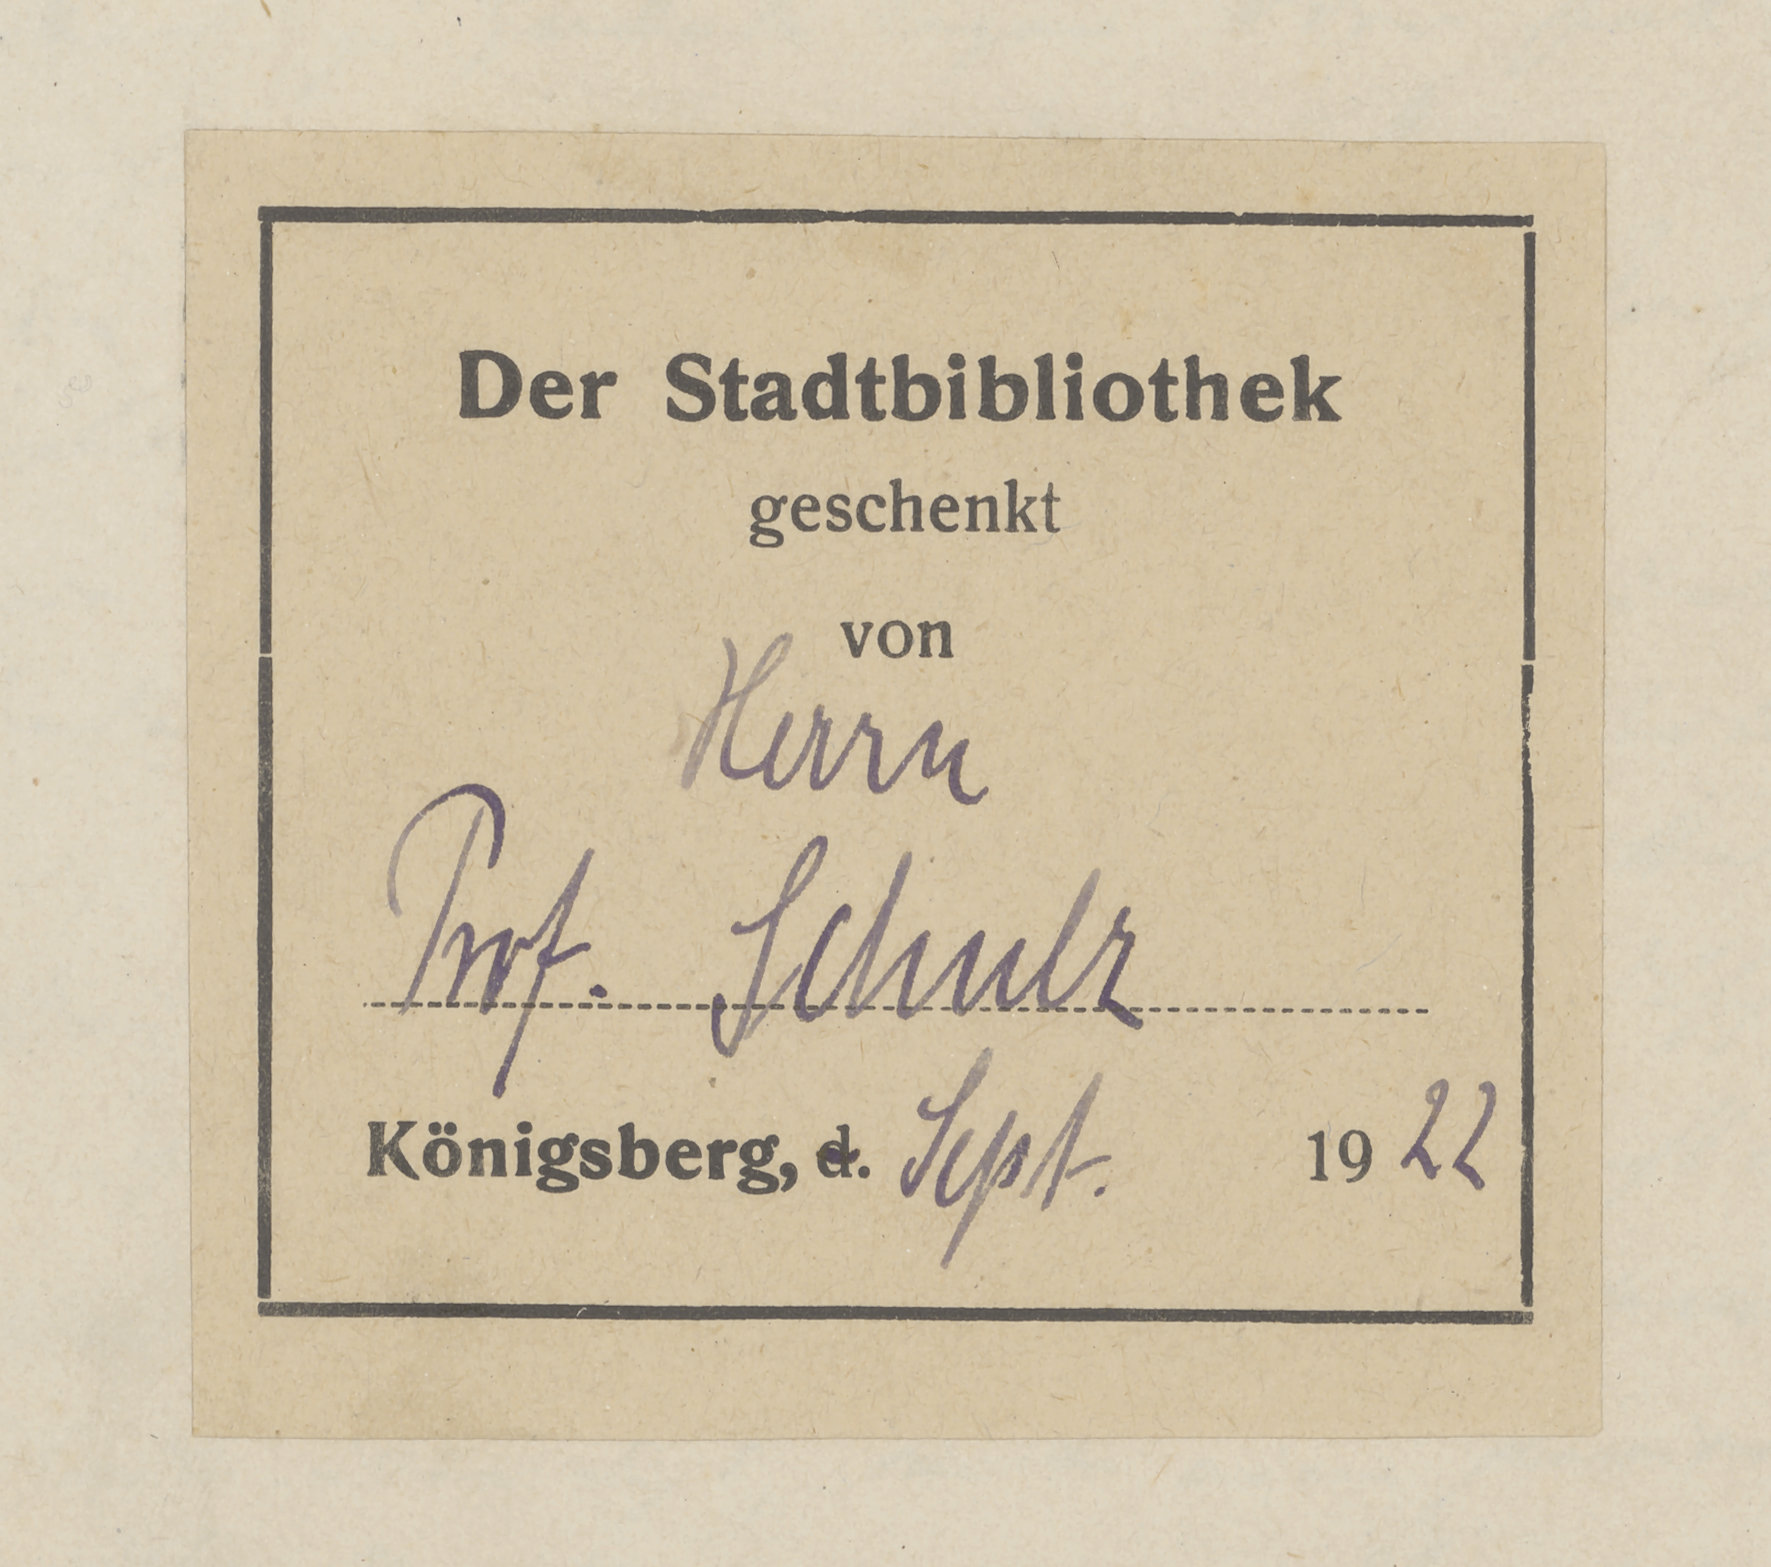 Der Stadtbibliothek
geschenkt
von
Herrn
Prof. Schulz
Königsberg, d. Sept. 1922